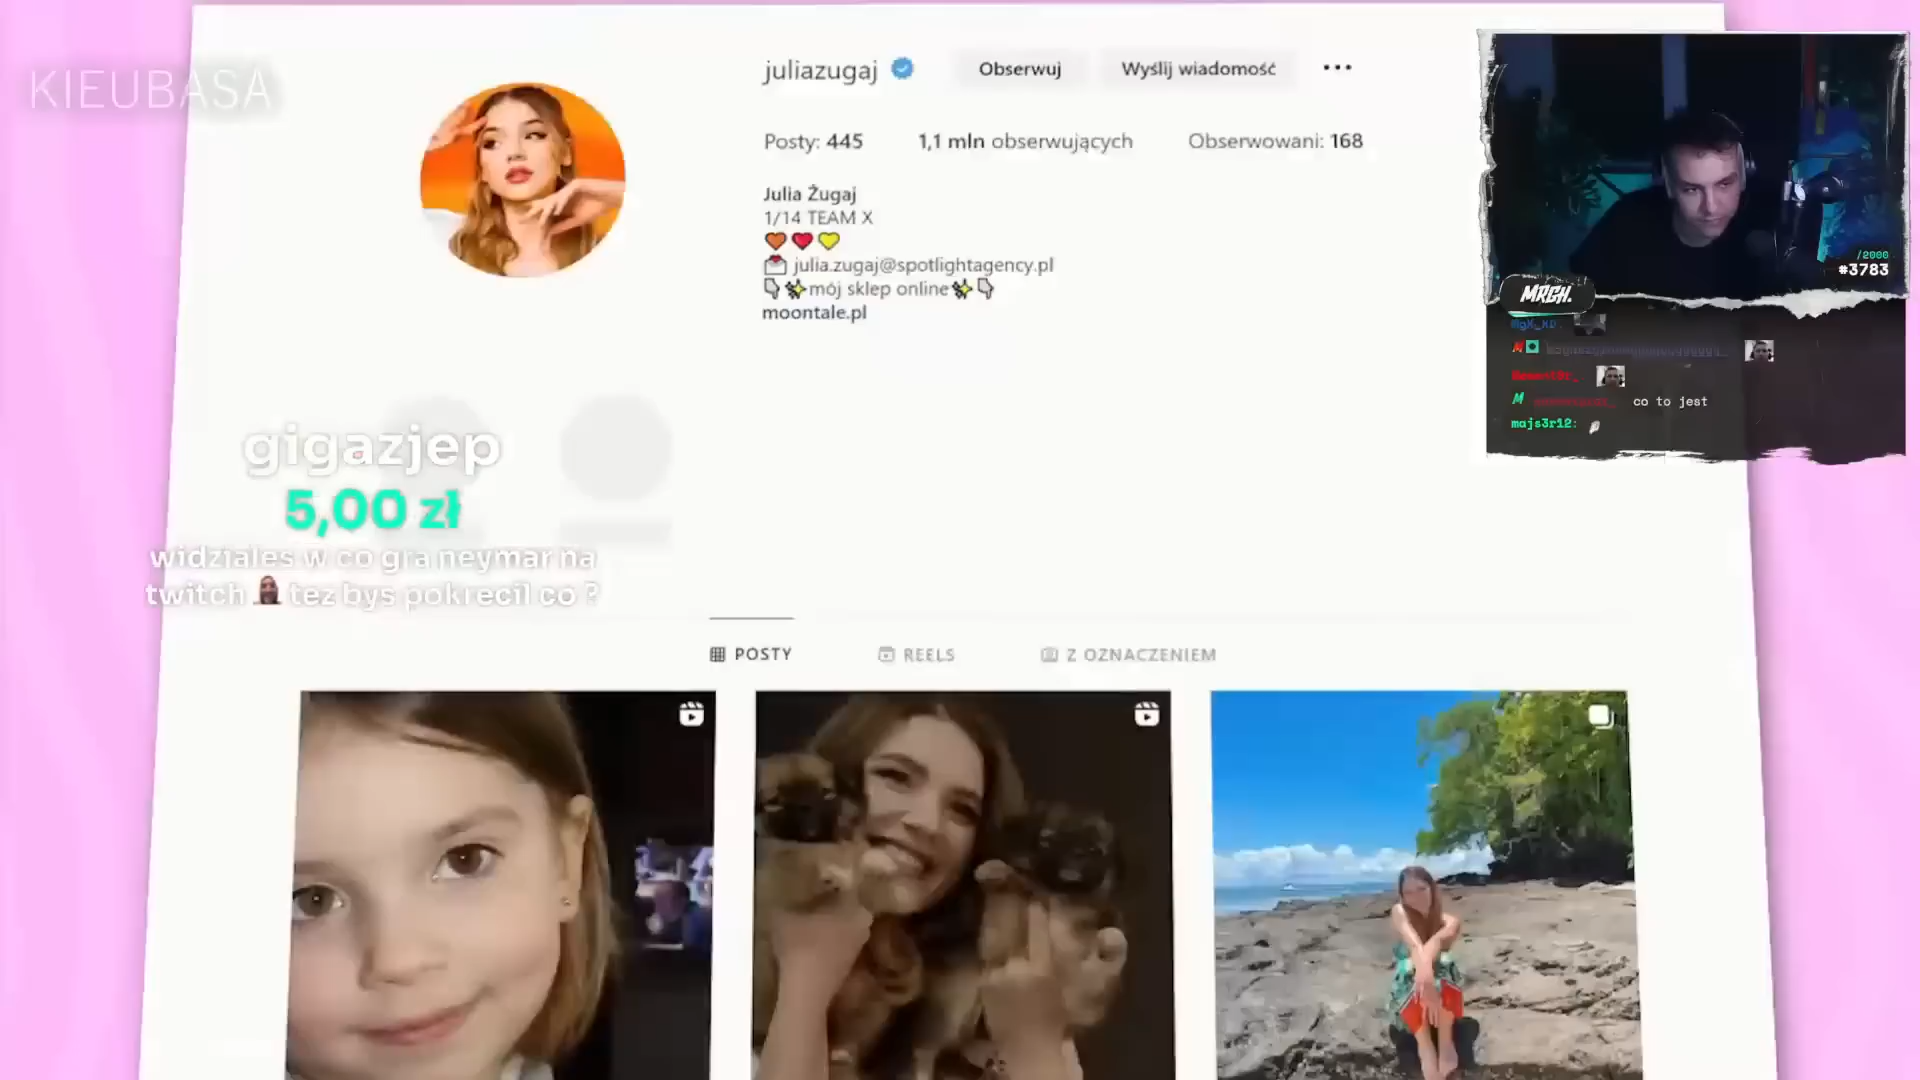 KIEUBASA
juliazugaj
Obserwuj
Wyślij wiadomość
Posty: 445
1,1 mln obserwujących
Obserwowani: 168
Julia Żugaj
1/14 TEAM X
julia.zugaj@spotlightagency.pl
mój sklep online
moontale.pl
/2000
#3783
MRGH.
co to jest
majs3r12:
gigazjep
5,00 zł
widziales w co gra neymar na
twitch tez bys pokrecil co ?
POSTY
REELS
Z OZNACZENIEM